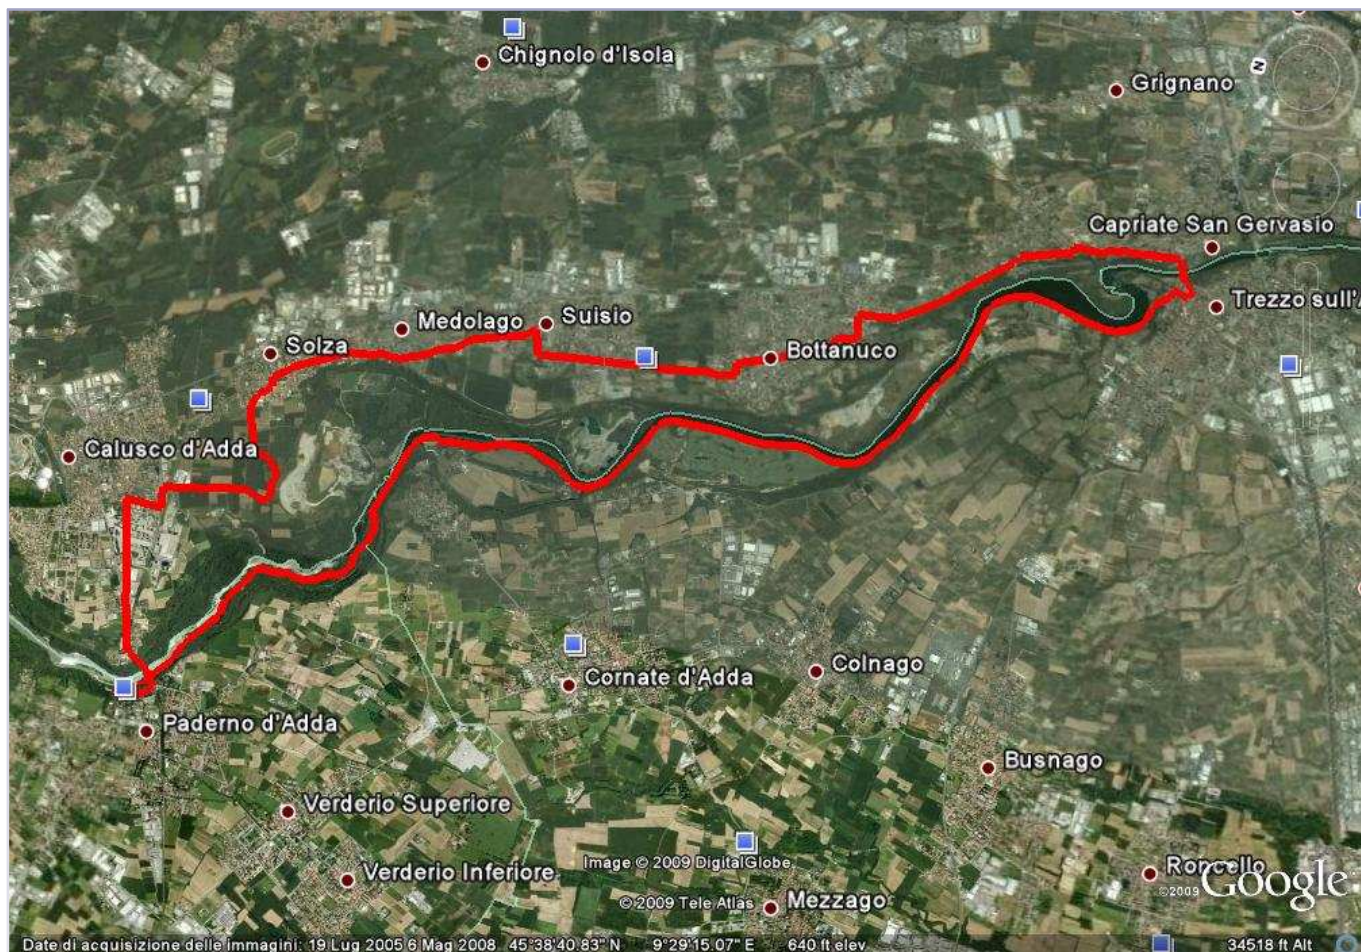 Chignolo d'Isola
N
Grignano
Capriate San Gervasio
Trezzo sull'
Medolago
Suisio
Solza
Bottanuco
Calusco d'Adda
Cornate d'Adda
Colnago
Paderno d'Adda
Busnago
Verderio Superiore
Verderio Inferiore
Image © 2009 DigitalGlobe
© 2009 Tele Atlas
Mezzago
Roncello
©2009 Google
Date di acquisizione delle immagini: 19 Lug 2005 6 Mag 2008 45°38'40.83" N 9°29'15.07" E 640 ft elev 34518 ft Alt